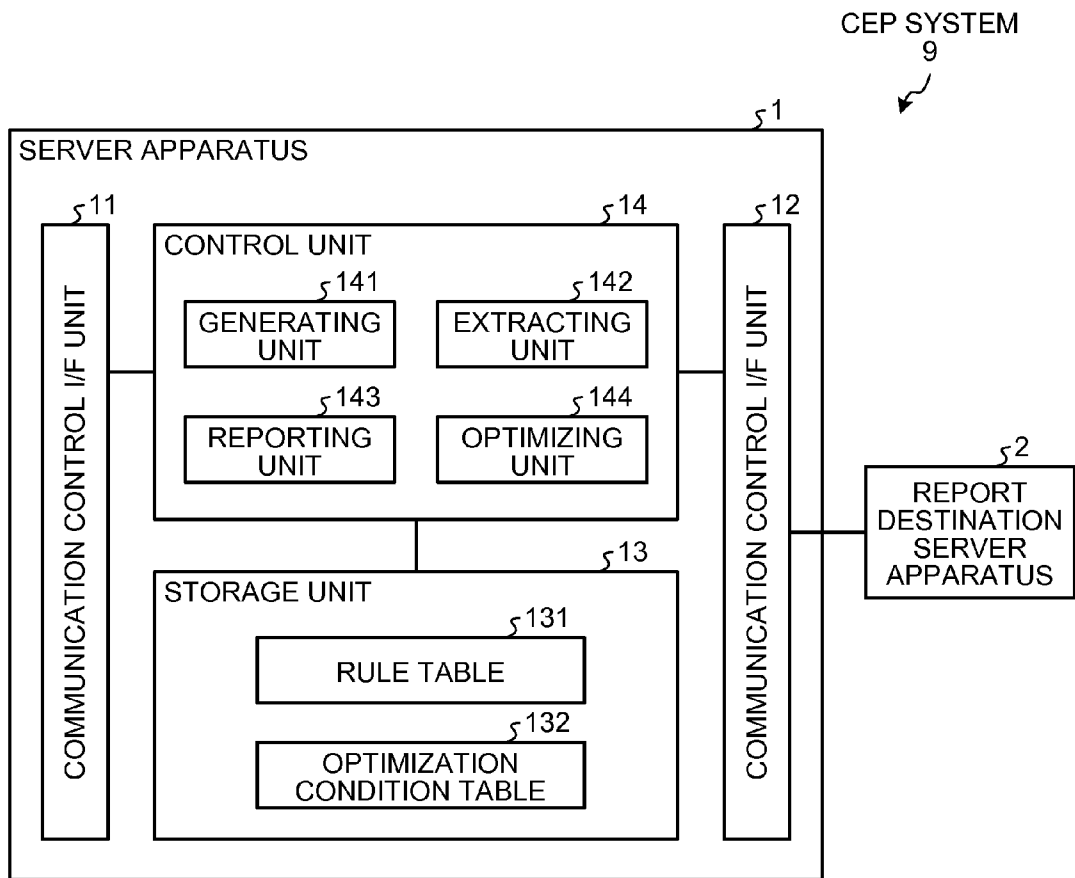 CEP SYSTEM
9
1
SERVER APPARATUS
11
COMMUNICATION CONTROL I/F UNIT
14
CONTROL UNIT
141
GENERATING
UNIT
142
EXTRACTING
UNIT
143
REPORTING
UNIT
144
OPTIMIZING
UNIT
12
COMMUNICATION CONTROL I/F UNIT
2
REPORT
DESTINATION
SERVER
APPARATUS
13
STORAGE UNIT
131
RULE TABLE
132
OPTIMIZATION
CONDITION TABLE